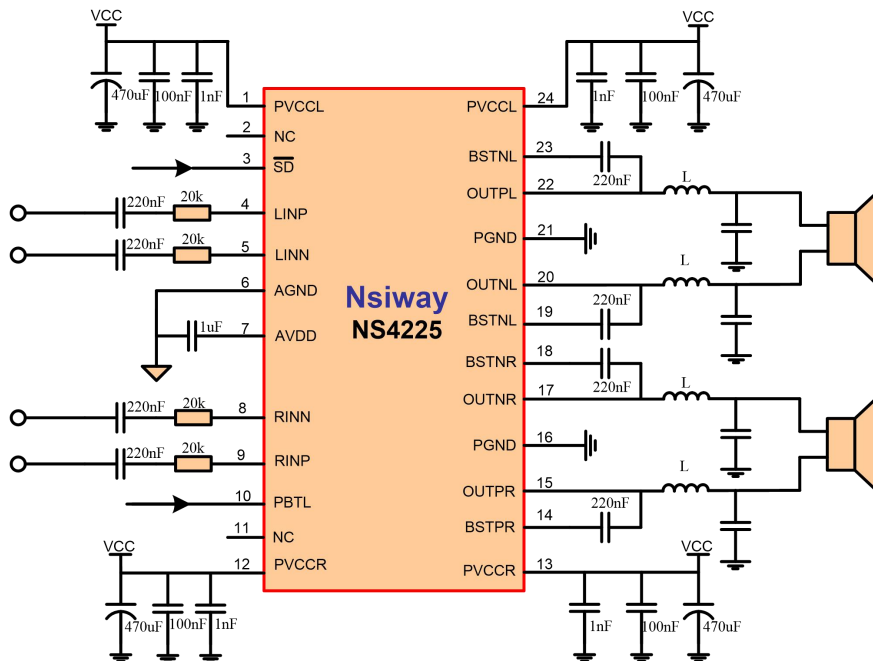 VCC
470uF
100nF
1nF
1
PVCCL
2
NC
3
SD
220nF
20k
4
LINP
220nF
20k
5
LINN
6
AGND
1uF
7
AVDD
220nF
20k
8
RINN
220nF
20k
9
RINP
10
PBTL
11
NC
12
PVCCR
VCC
470uF
100nF
1nF
Nsiway
NS4225
VCC
1nF
100nF
470uF
24
PVCCL
23
BSTNL
220nF
22
OUTPL
L
21
PGND
20
OUTNL
L
220nF
19
BSTNL
18
BSTNR
220nF
17
OUTNR
L
16
PGND
15
OUTPR
L
220nF
14
BSTPR
13
PVCCR
VCC
1nF
100nF
470uF